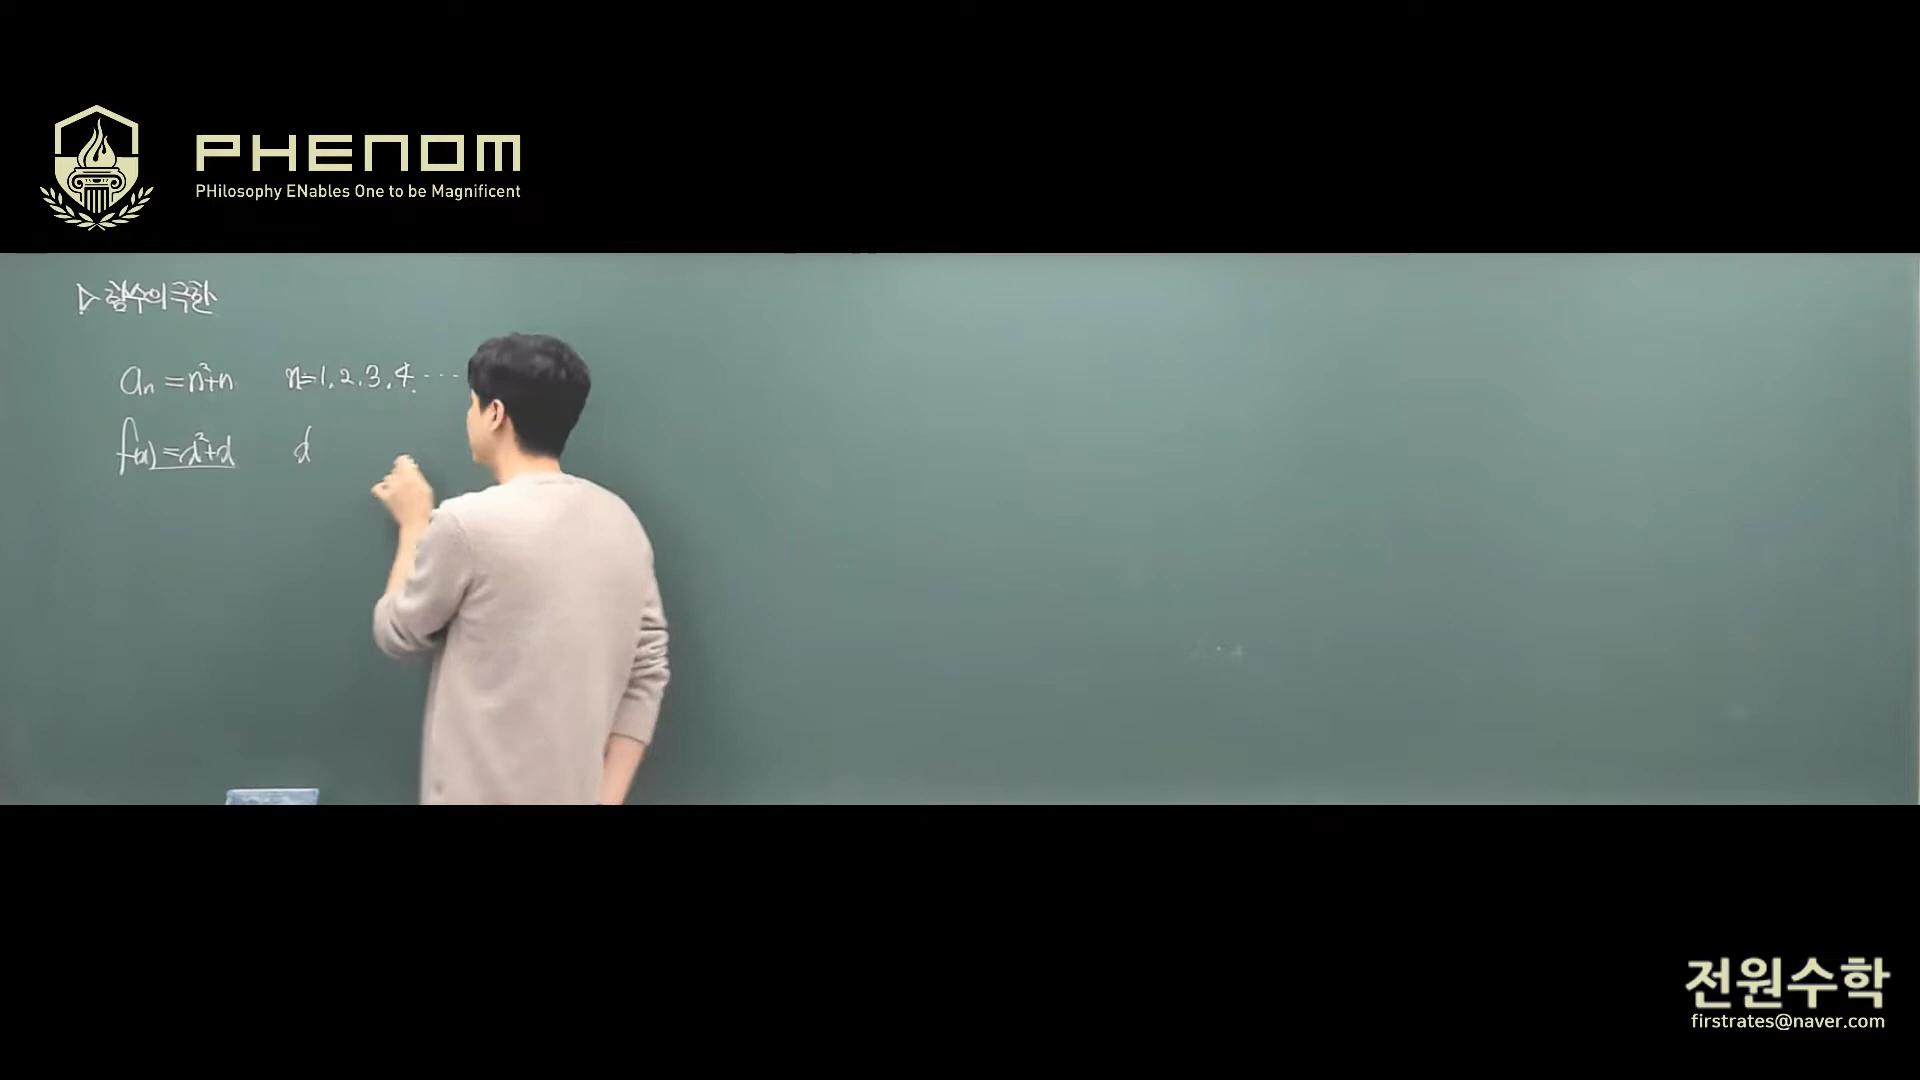 PHENOM
PHilosophy ENables One to be Magnificent
▷ 함수의 극한
aₙ = n²+n    n=1, 2, 3, 4, ···
f(x) = x²+x    x
전원수학
firstrates@naver.com